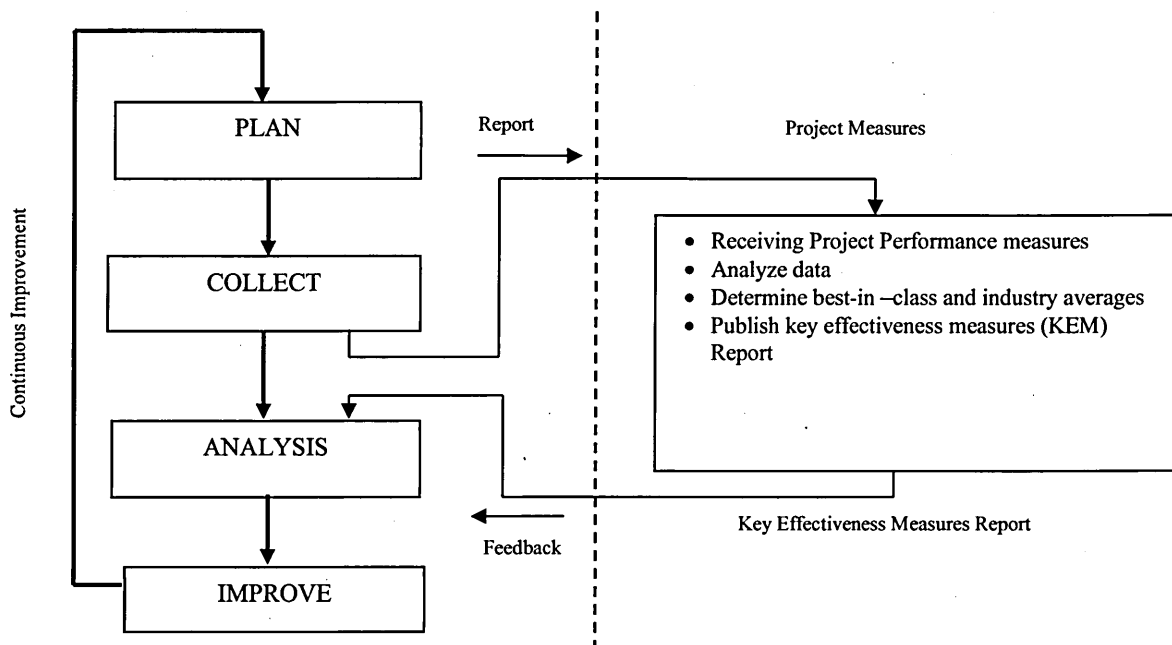 PLAN
Report
Project Measures
Continuous Improvement
• Receiving Project Performance measures
• Analyze data
COLLECT
• Determine best-in –class and industry averages
• Publish key effectiveness measures (KEM)
Report
ANALYSIS
Key Effectiveness Measures Report
Feedback
IMPROVE